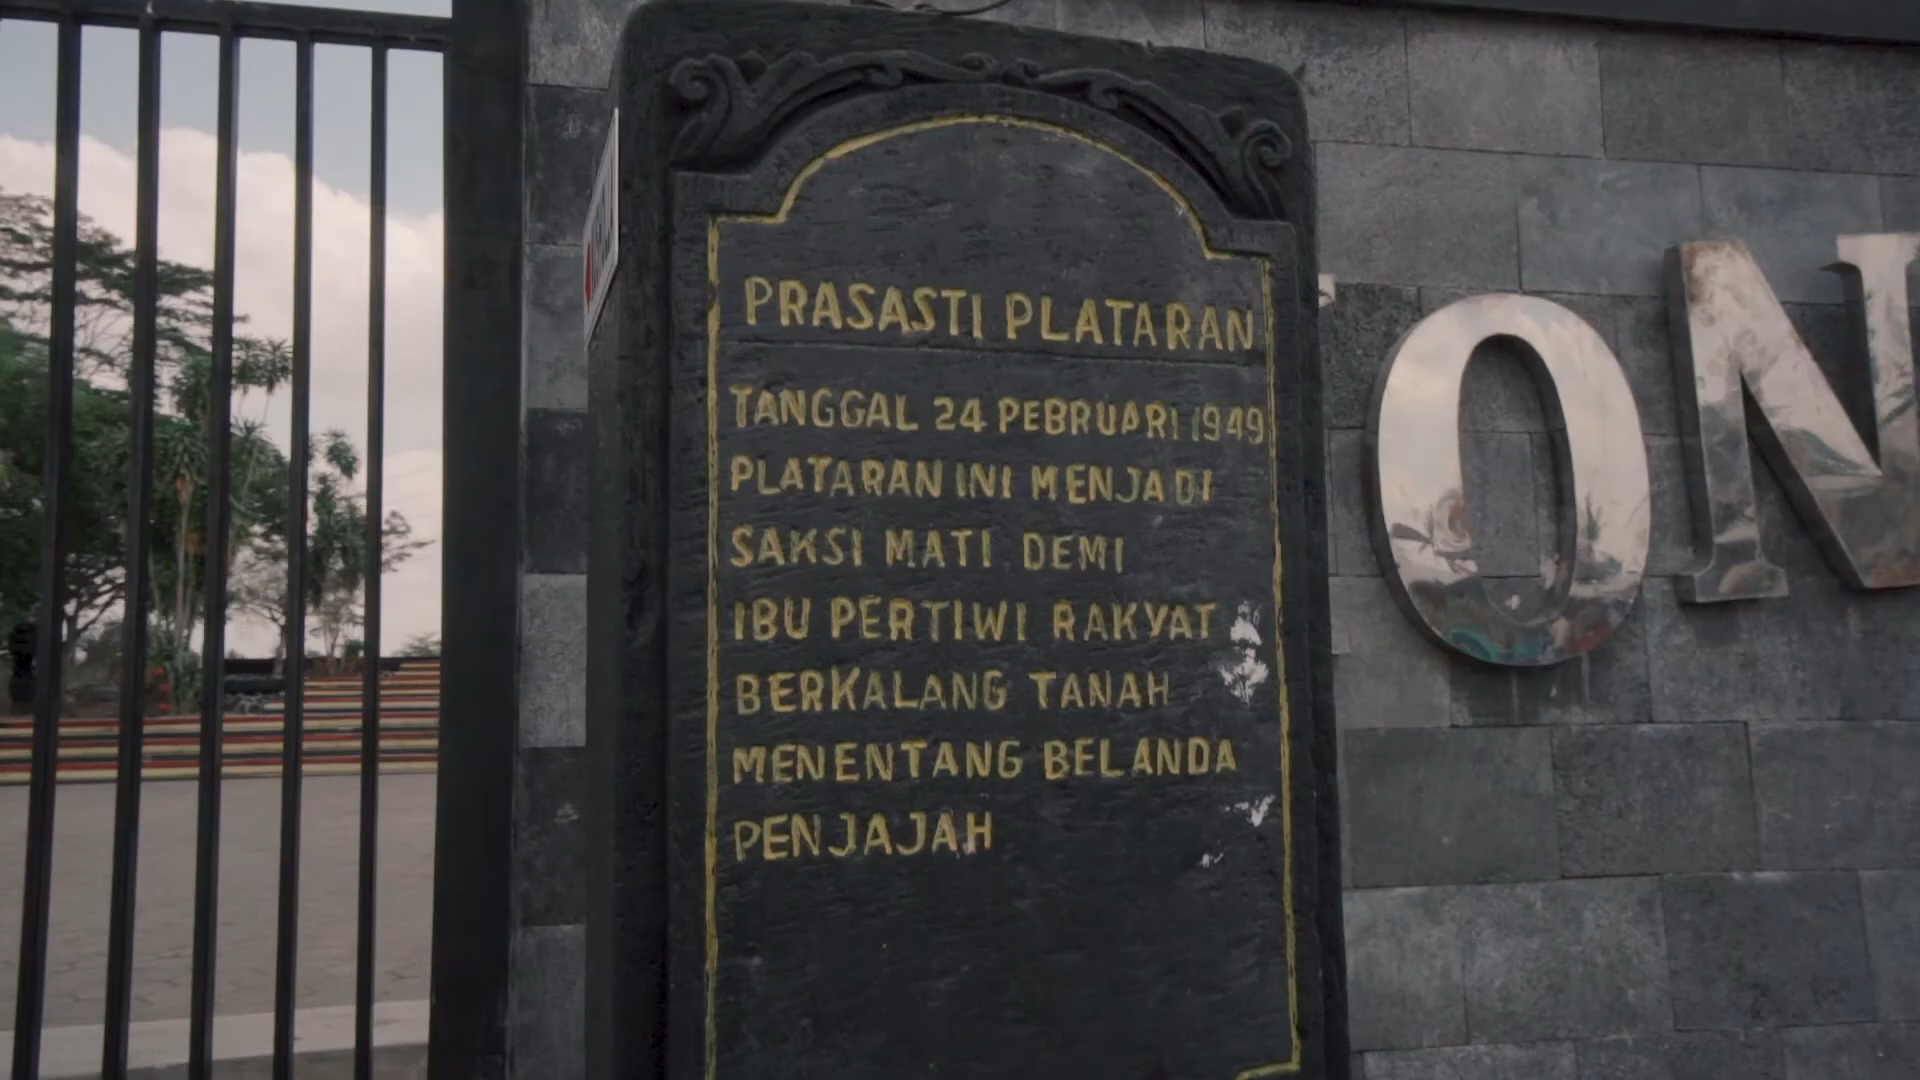 PRASASTI PLATARAN
TANGGAL 24 PEBRUARI 1949
PLATARAN INI MENJADI
SAKSI MATI DEMI
IBU PERTIWI RAKYAT
BERKALANG TANAH
MENENTANG BELANDA
PENJAJAH
ON